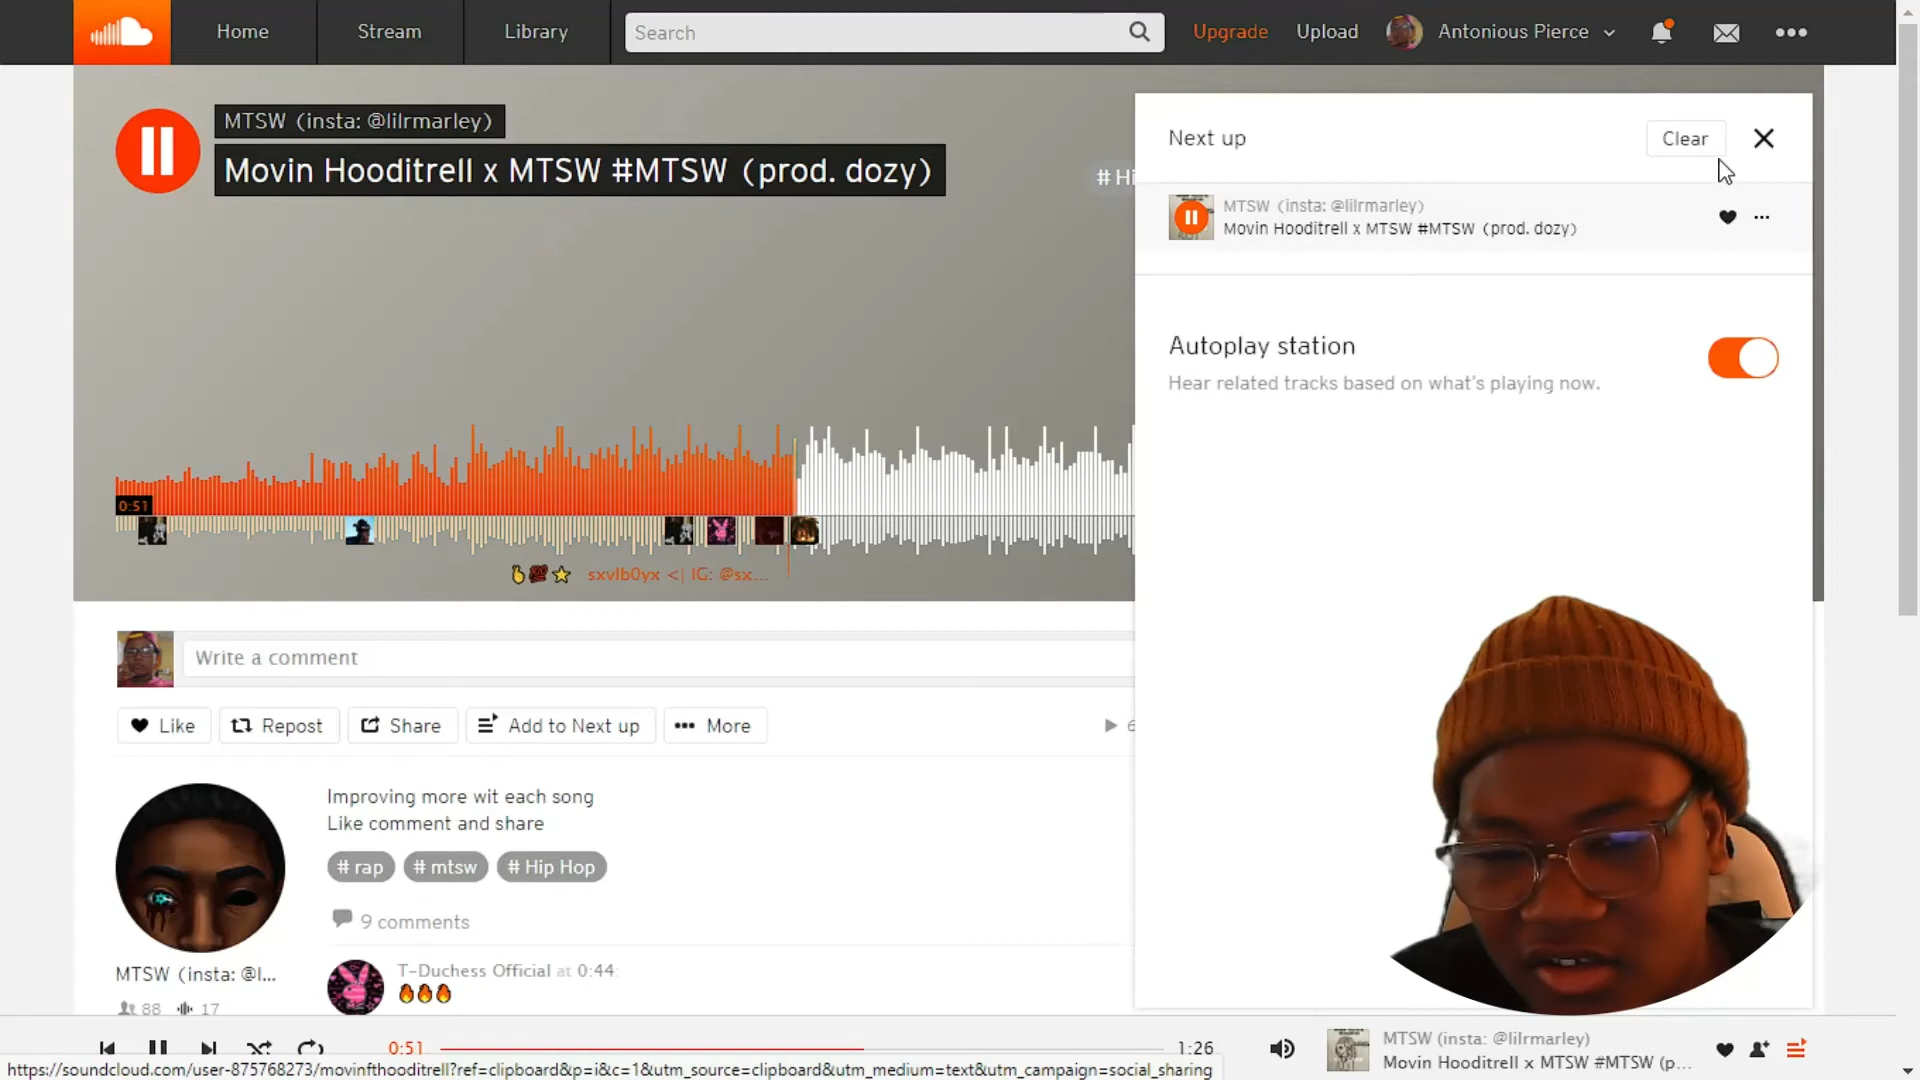 Home
Stream
Library
Search
Upgrade
Upload
Antonious Pierce
MTSW (insta: @lilrmarley)
Movin Hooditrell x MTSW #MTSW (prod. dozy)
# Hi
Next up
Clear
MTSW (insta: @lilrmarley)
Movin Hooditrell x MTSW #MTSW (prod. dozy)
Autoplay station
Hear related tracks based on what's playing now.
0:51
sxvlb0yx <| IG: @sx...
Write a comment
Like
Repost
Share
Add to Next up
More
6
Improving more wit each song
Like comment and share
# rap
# mtsw
# Hip Hop
9 comments
MTSW (insta: @l...
88
17
T-Duchess Official at 0:44:
0:51
1:26
MTSW (insta: @lilrmarley)
Movin Hooditrell x MTSW #MTSW (p...
https://soundcloud.com/user-875768273/movinfthooditrell?ref=clipboard&p=i&c=1&utm_source=clipboard&utm_medium=text&utm_campaign=social_sharing